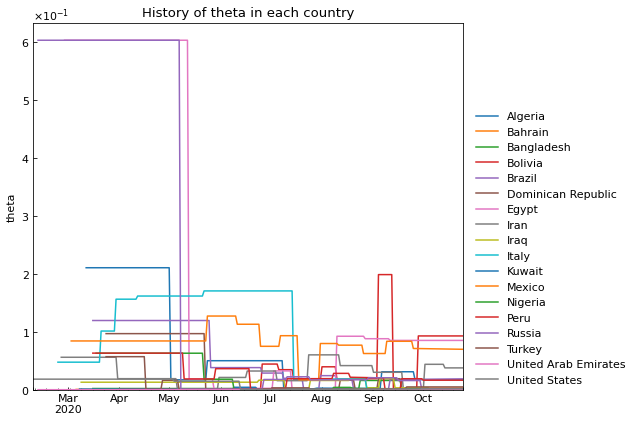 History of theta in each country
×10⁻¹
6
5
4
3
2
1
0
theta
Mar
2020
Apr
May
Jun
Jul
Aug
Sep
Oct
Algeria
Bahrain
Bangladesh
Bolivia
Brazil
Dominican Republic
Egypt
Iran
Iraq
Italy
Kuwait
Mexico
Nigeria
Peru
Russia
Turkey
United Arab Emirates
United States